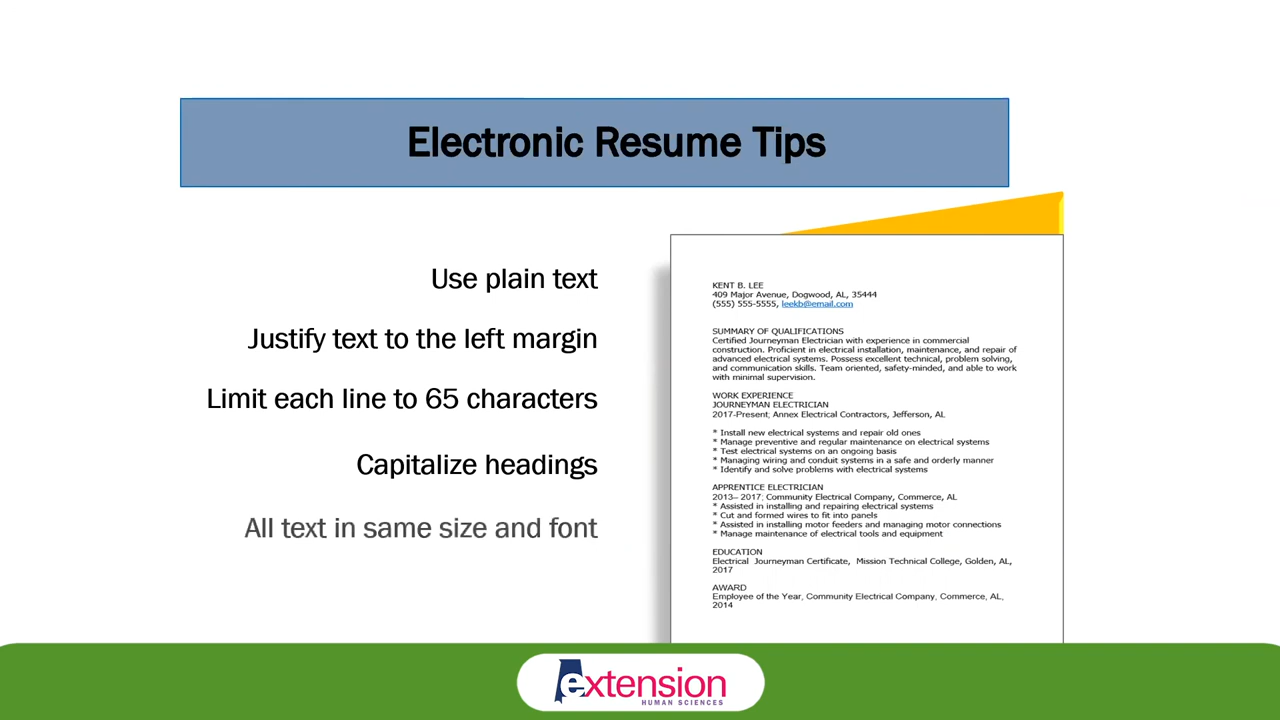 Electronic Resume Tips
Use plain text
Justify text to the left margin
Limit each line to 65 characters
Capitalize headings
All text in same size and font
KENT B. LEE
409 Major Avenue, Dogwood, AL, 35444
(555) 555-5555, leekb@email.com
SUMMARY OF QUALIFICATIONS
Certified Journeyman Electrician with experience in commercial
construction. Proficient in electrical installation, maintenance, and repair of
advanced electrical systems. Possess excellent technical, problem solving,
and communication skills. Team oriented, safety-minded, and able to work
with minimal supervision.
WORK EXPERIENCE
JOURNEYMAN ELECTRICIAN
2017-Present; Annex Electrical Contractors, Jefferson, AL
* Install new electrical systems and repair old ones
* Manage preventive and regular maintenance on electrical systems
* Test electrical systems on an ongoing basis
* Managing wiring and conduit systems in a safe and orderly manner
* Identify and solve problems with electrical systems
APPRENTICE ELECTRICIAN
2013– 2017; Community Electrical Company, Commerce, AL
* Assisted in installing and repairing electrical systems
* Cut and formed wires to fit into panels
* Assisted in installing motor feeders and managing motor connections
* Manage maintenance of electrical tools and equipment
EDUCATION
Electrical Journeyman Certificate, Mission Technical College, Golden, AL,
2017
AWARD
Employee of the Year, Community Electrical Company, Commerce, AL,
2014
extension
HUMAN SCIENCES